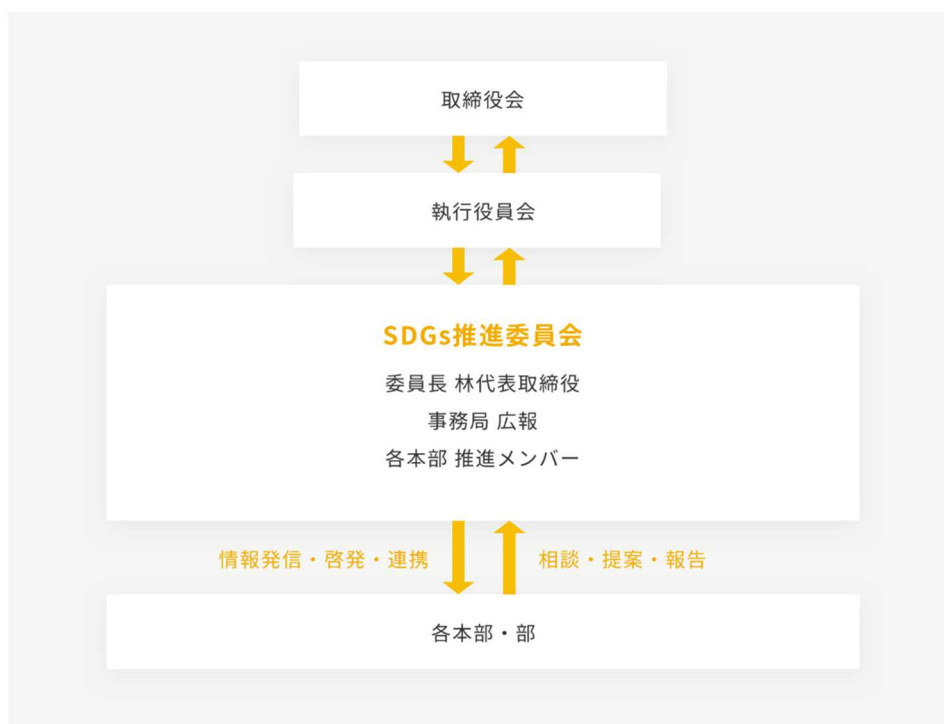 取締役会
執行役員会
SDGs推進委員会
委員長 林代表取締役
事務局 広報
各本部 推進メンバー
情報発信・啓発・連携
相談・提案・報告
各本部・部